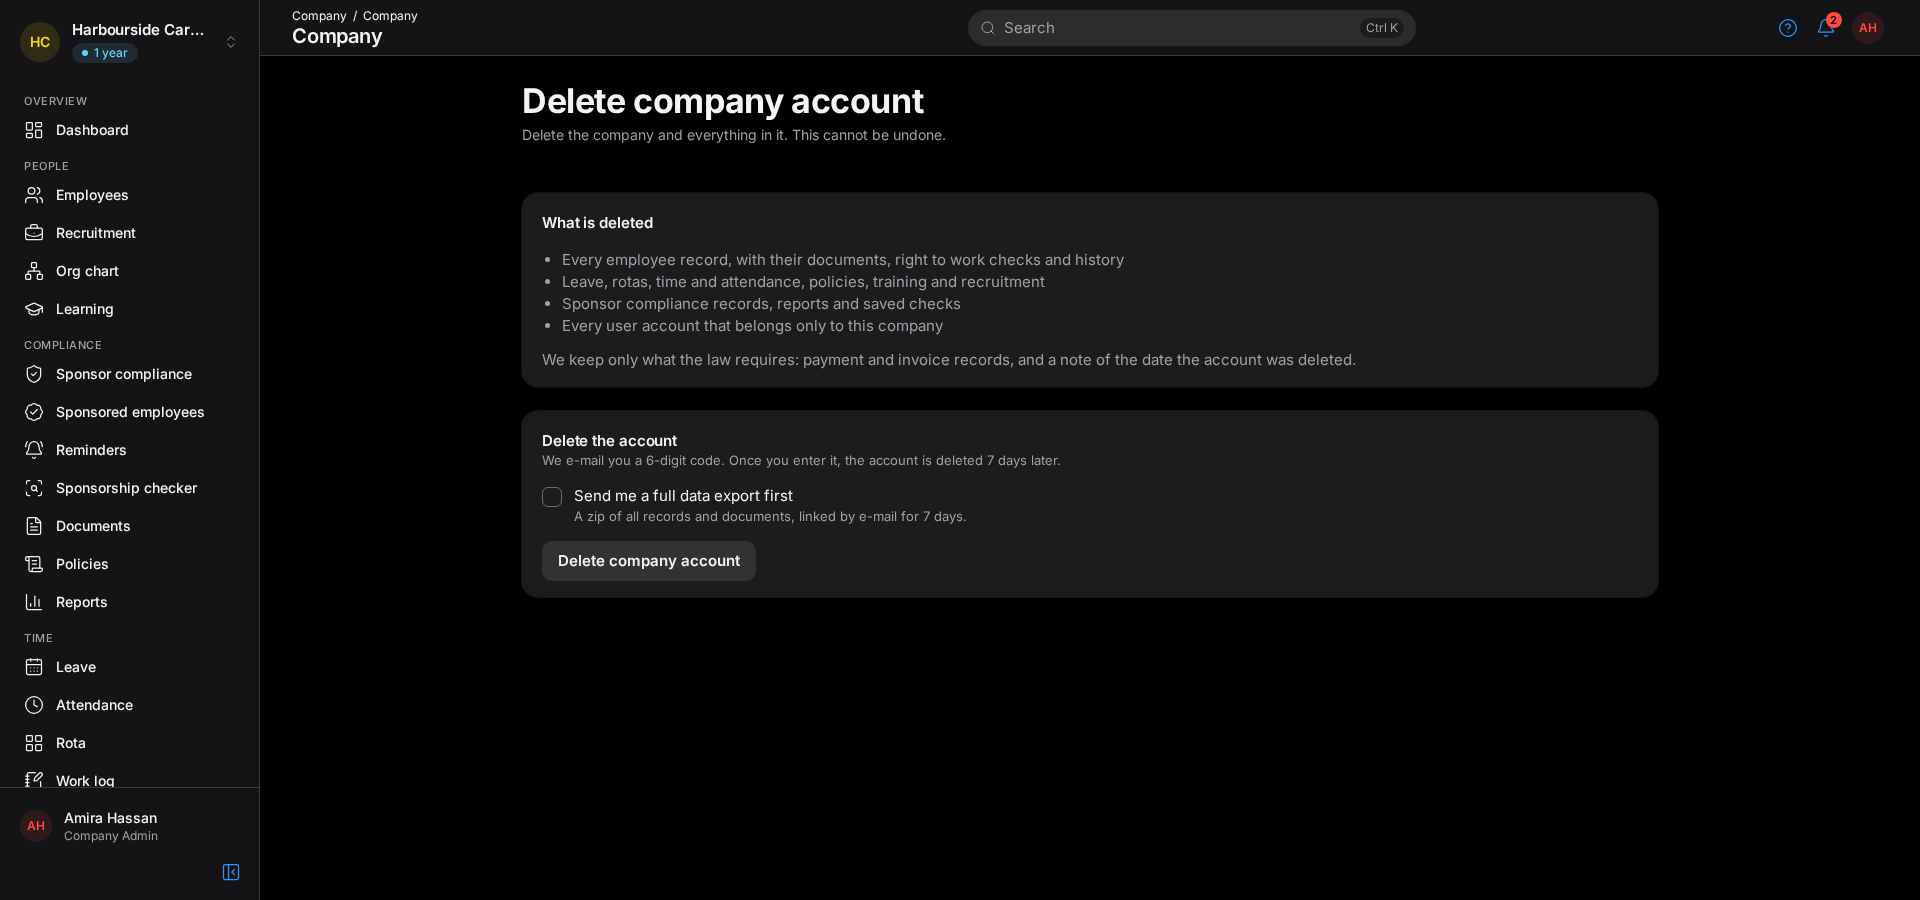 HC
Harbourside Car...
1 year
OVERVIEW
Dashboard
PEOPLE
Employees
Recruitment
Org chart
Learning
COMPLIANCE
Sponsor compliance
Sponsored employees
Reminders
Sponsorship checker
Documents
Policies
Reports
TIME
Leave
Attendance
Rota
Work log
AH
Amira Hassan
Company Admin
Company / Company
Company
Search
Ctrl K
2
AH
Delete company account
Delete the company and everything in it. This cannot be undone.
What is deleted
• Every employee record, with their documents, right to work checks and history
• Leave, rotas, time and attendance, policies, training and recruitment
• Sponsor compliance records, reports and saved checks
• Every user account that belongs only to this company
We keep only what the law requires: payment and invoice records, and a note of the date the account was deleted.
Delete the account
We e-mail you a 6-digit code. Once you enter it, the account is deleted 7 days later.
Send me a full data export first
A zip of all records and documents, linked by e-mail for 7 days.
Delete company account